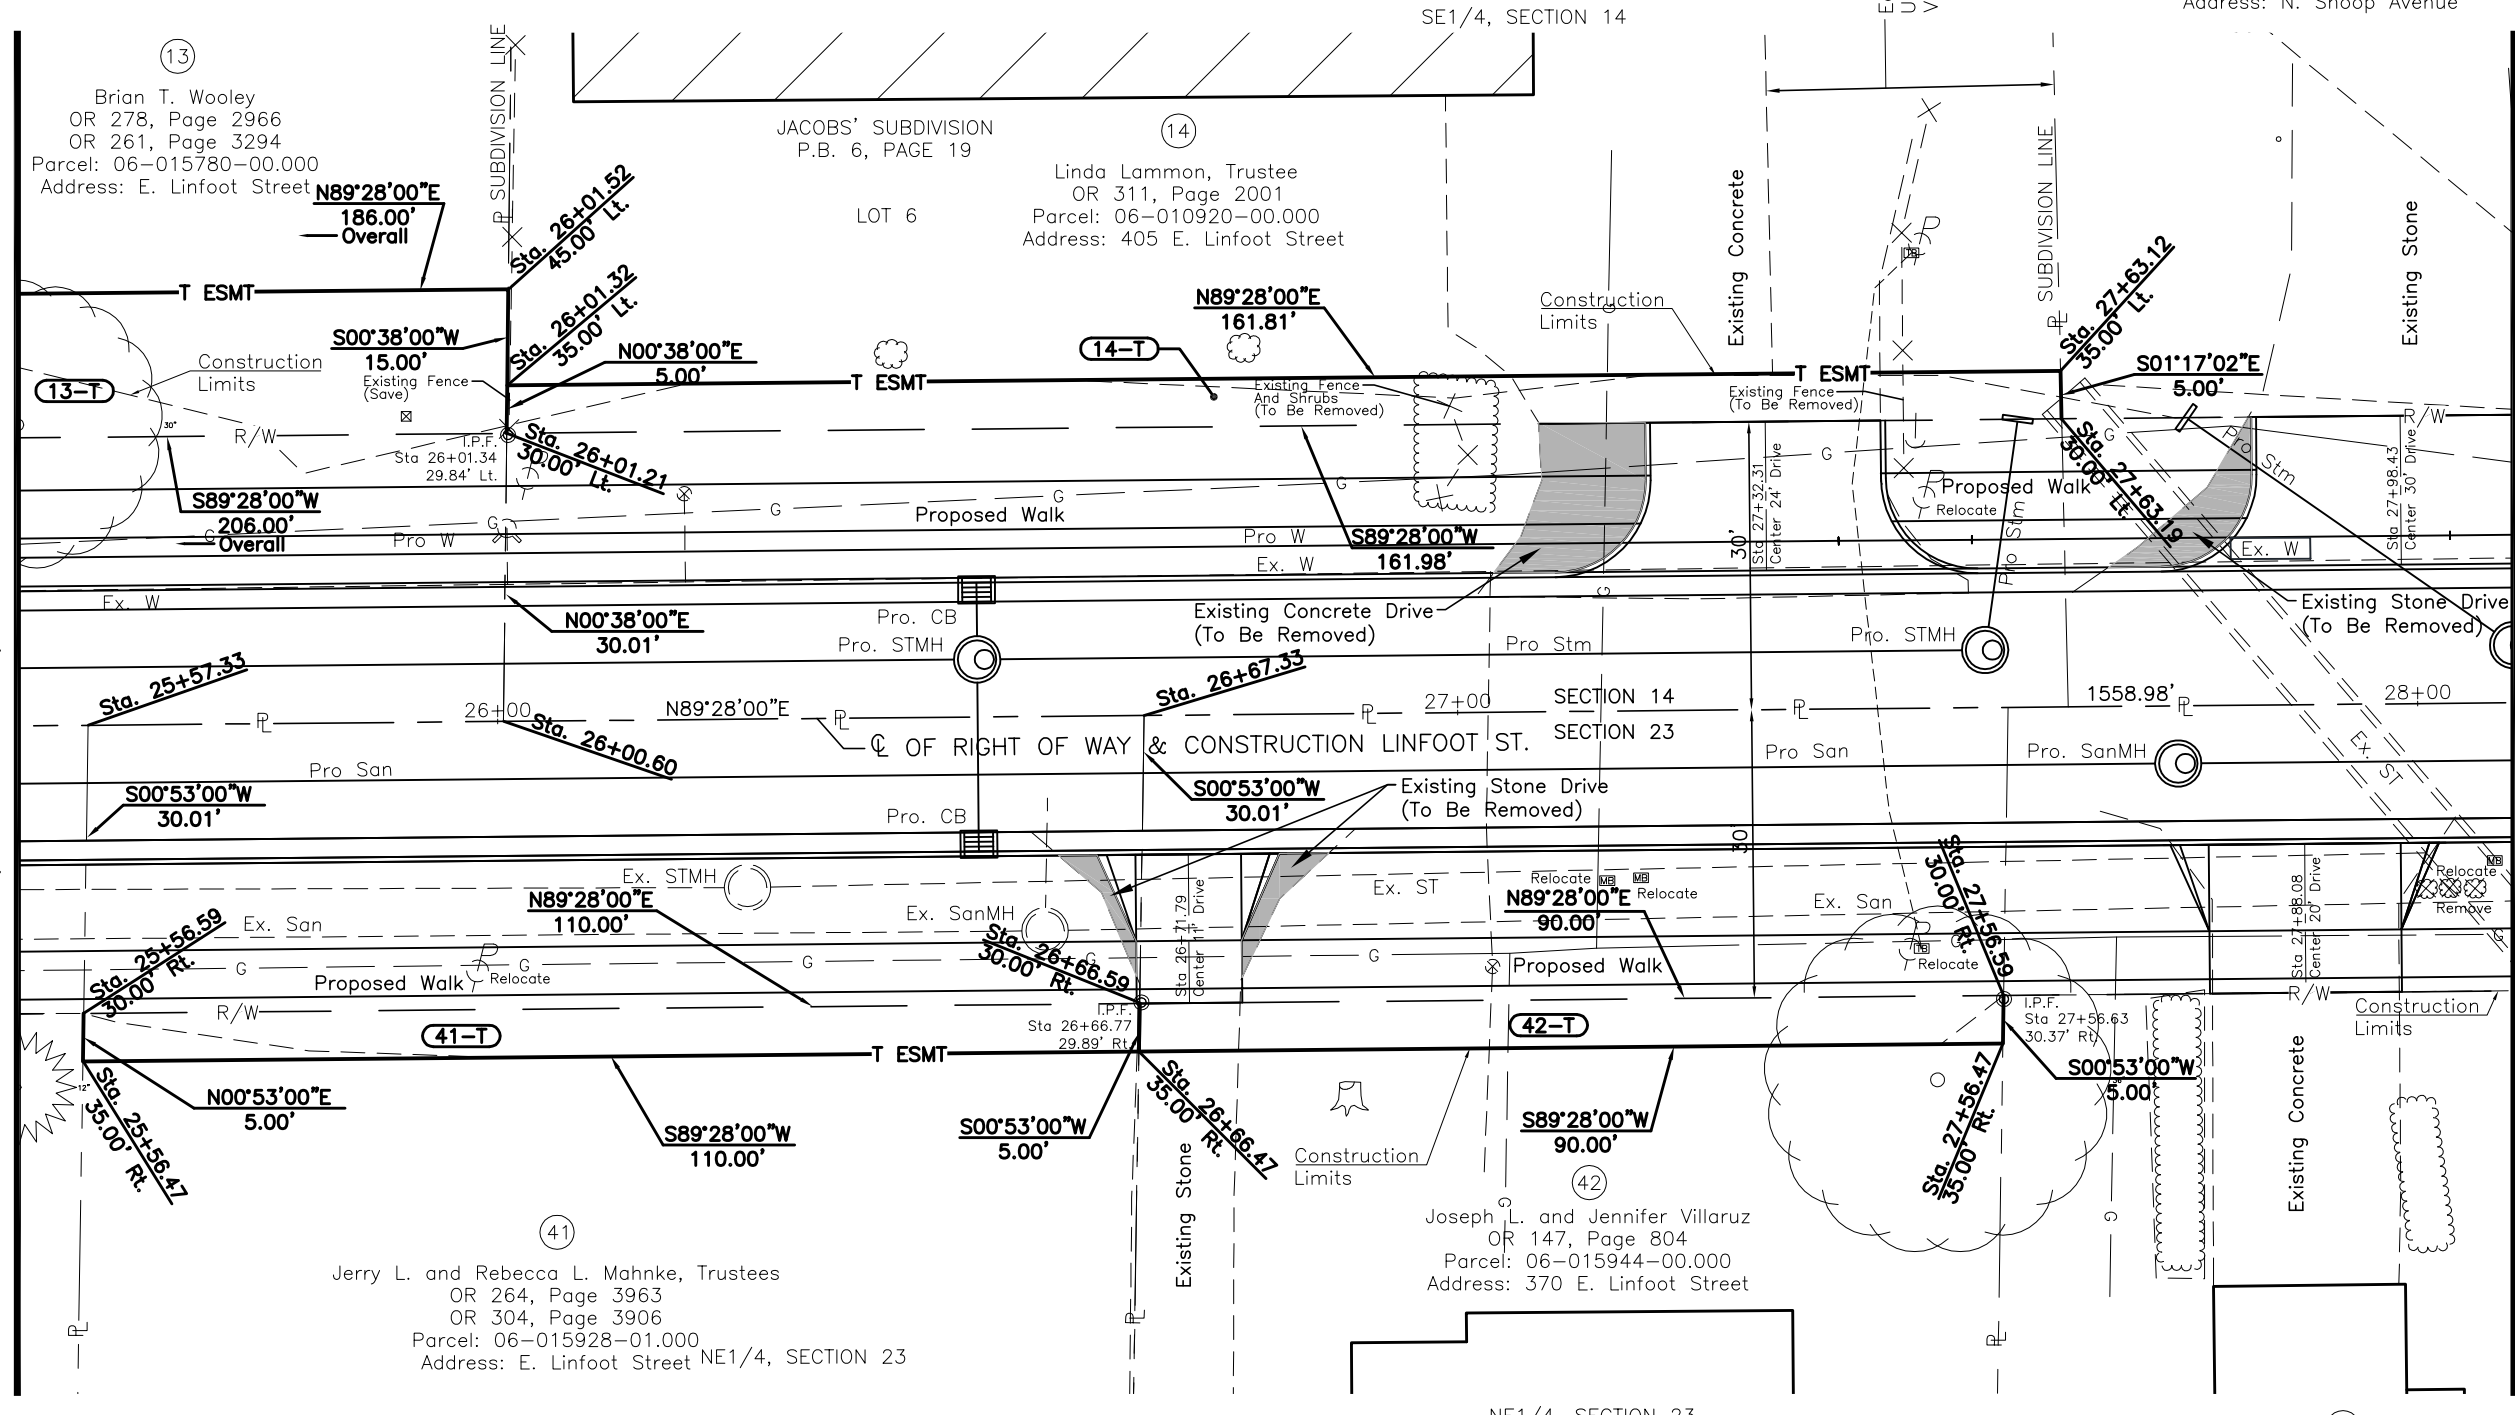 SE1/4, SECTION 14
Address: N. Shoop Avenue
13
Brian T. Wooley
OR 278, Page 2966
OR 261, Page 3294
Parcel: 06-015780-00.000
Address: E. Linfoot Street
N89°28'00"E
186.00'
Overall
SUBDIVISION LINE
JACOBS' SUBDIVISION
P.B. 6, PAGE 19
LOT 6
14
Linda Lammon, Trustee
OR 311, Page 2001
Parcel: 06-010920-00.000
Address: 405 E. Linfoot Street
Existing Concrete
SUBDIVISION LINE
Existing Stone
T ESMT
Sta. 26+01.52
45.00' Lt.
Sta. 26+01.32
35.00' Lt.
S00°38'00"W
15.00'
N00°38'00"E
5.00'
Existing Fence
(Save)
Construction
Limits
13-T
30"
R/W
I.P.F.
Sta 26+01.34
29.84' Lt.
Sta. 26+01.21
30.00' Lt.
T ESMT
14-T
N89°28'00"E
161.81'
Existing Fence
And Shrubs
(To Be Removed)
Construction
Limits
G
T ESMT
Existing Fence
(To Be Removed)
TB
Sta. 27+63.12
35.00' Lt.
S01°17'02"E
5.00'
R/W
Sta. 27+63.19
30.00' Lt.
S89°28'00"W
206.00'
Overall
G
G
G
G
G
G
G
Pro W
Proposed Walk
Pro W
Ex. W
S89°28'00"W
161.98'
30'
Sta 27+32.31
Center 24' Drive
Proposed Walk
Relocate
Pro Stm
Pro Stm
Sta 27+98.43
Center 30' Drive
Ex. W
Ex. W
N00°38'00"E
30.01'
Pro. CB
Pro. STMH
Existing Concrete Drive
(To Be Removed)
G
Pro Stm
Pro. STMH
Existing Stone Drive
(To Be Removed)
Sta. 25+57.33
26+00
Sta. 26+00.60
N89°28'00"E
Sta. 26+67.33
27+00
SECTION 14
SECTION 23
1558.98'
28+00
℄ OF RIGHT OF WAY & CONSTRUCTION LINFOOT ST.
Pro San
Pro San
Pro. SanMH
Ex. ST
S00°53'00"W
30.01'
S00°53'00"W
30.01'
Existing Stone Drive
(To Be Removed)
Pro. CB
30'
Ex. STMH
N89°28'00"E
110.00'
Ex. SanMH
Ex. San
Sta 26+71.79
Center 11' Drive
Ex. ST
Relocate
MB
MB
Relocate
N89°28'00"E
90.00'
Ex. San
Sta. 27+56.59
30.00' Rt.
Sta 27+88.08
Center 20' Drive
MB
Relocate
Remove
G
Sta. 25+56.59
30.00' Rt.
Sta. 26+66.59
30.00' Rt.
G
G
G
G
G
G
Proposed Walk
Relocate
Proposed Walk
TB
Relocate
R/W
41-T
T ESMT
I.P.F.
Sta 26+66.77
29.89' Rt.
42-T
I.P.F.
Sta 27+56.63
30.37' Rt.
R/W
Construction
Limits
12"
Sta. 25+56.47
35.00' Rt.
N00°53'00"E
5.00'
S89°28'00"W
110.00'
S00°53'00"W
5.00'
Sta. 26+66.47
35.00' Rt.
Construction
Limits
S89°28'00"W
90.00'
Sta. 27+56.47
35.00' Rt.
S00°53'00"W
5.00'
Existing Concrete
Existing Stone
G
G
41
Jerry L. and Rebecca L. Mahnke, Trustees
OR 264, Page 3963
OR 304, Page 3906
Parcel: 06-015928-01.000
Address: E. Linfoot Street
NE1/4, SECTION 23
42
Joseph L. and Jennifer Villaruz
OR 147, Page 804
Parcel: 06-015944-00.000
Address: 370 E. Linfoot Street
NE1/4, SECTION 23